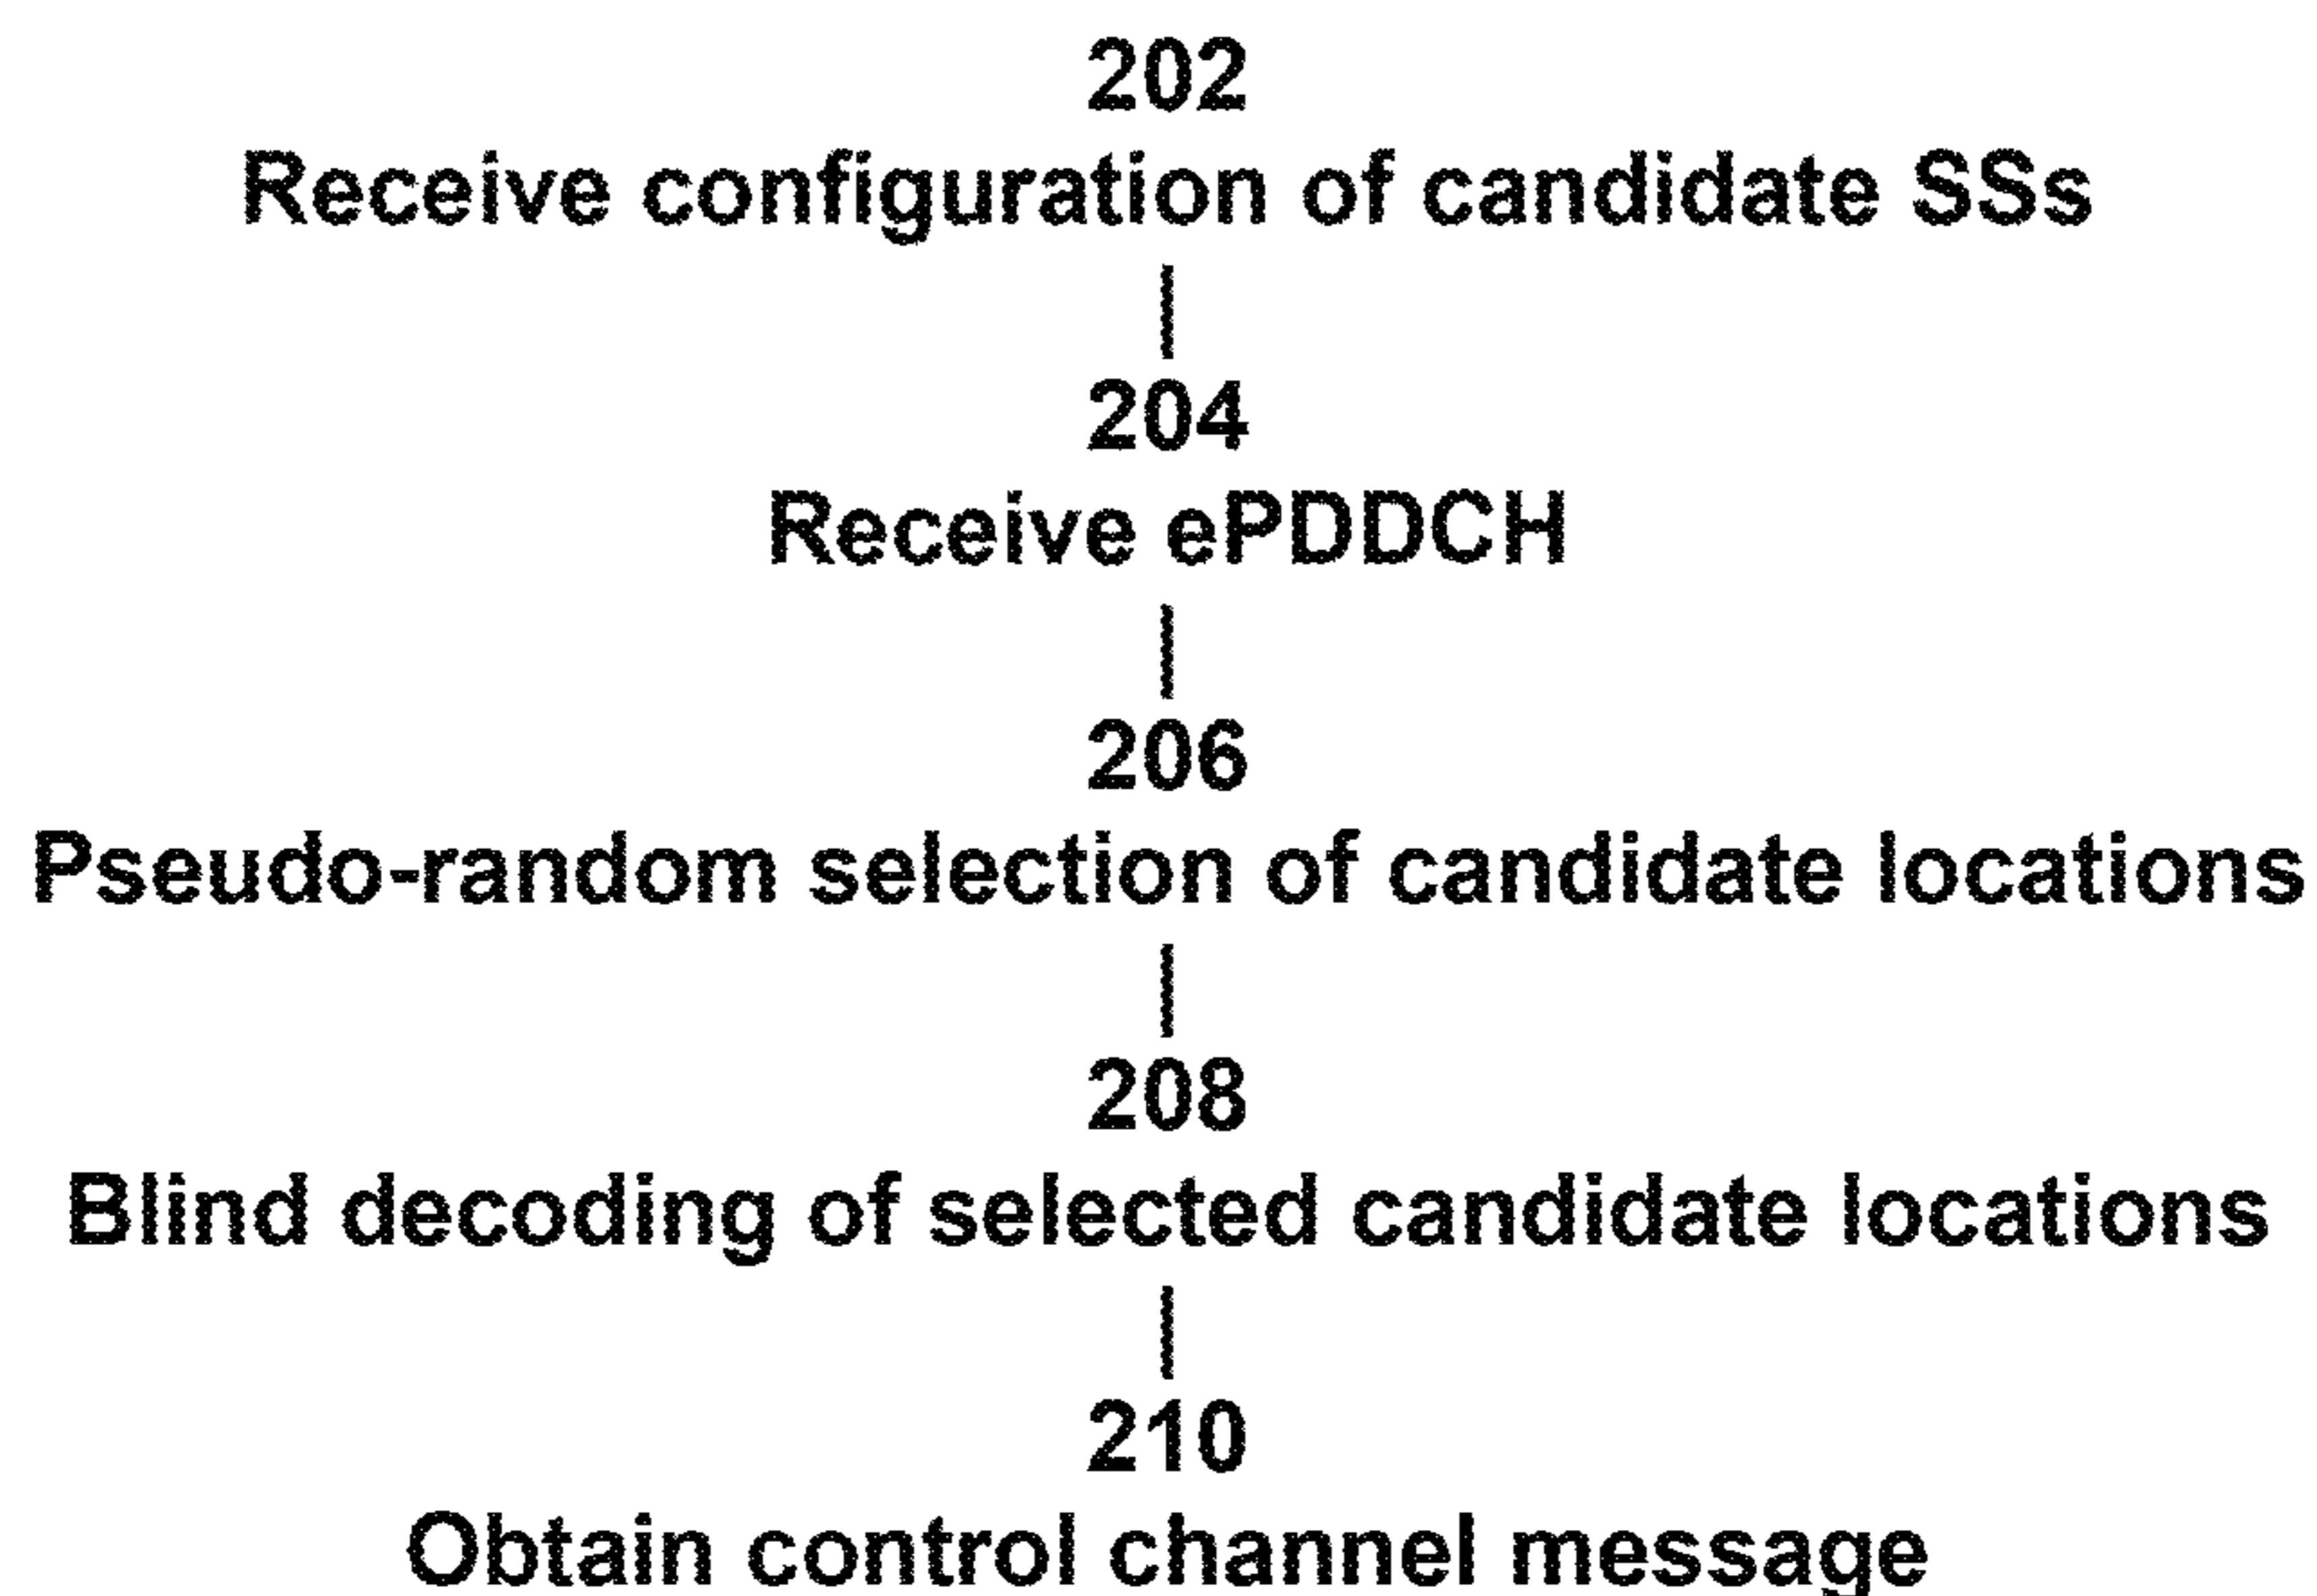 202
Receive configuration of candidate SSs
204
Receive ePDDCH
206
Pseudo-random selection of candidate locations
208
Blind decoding of selected candidate locations
210
Obtain control channel message